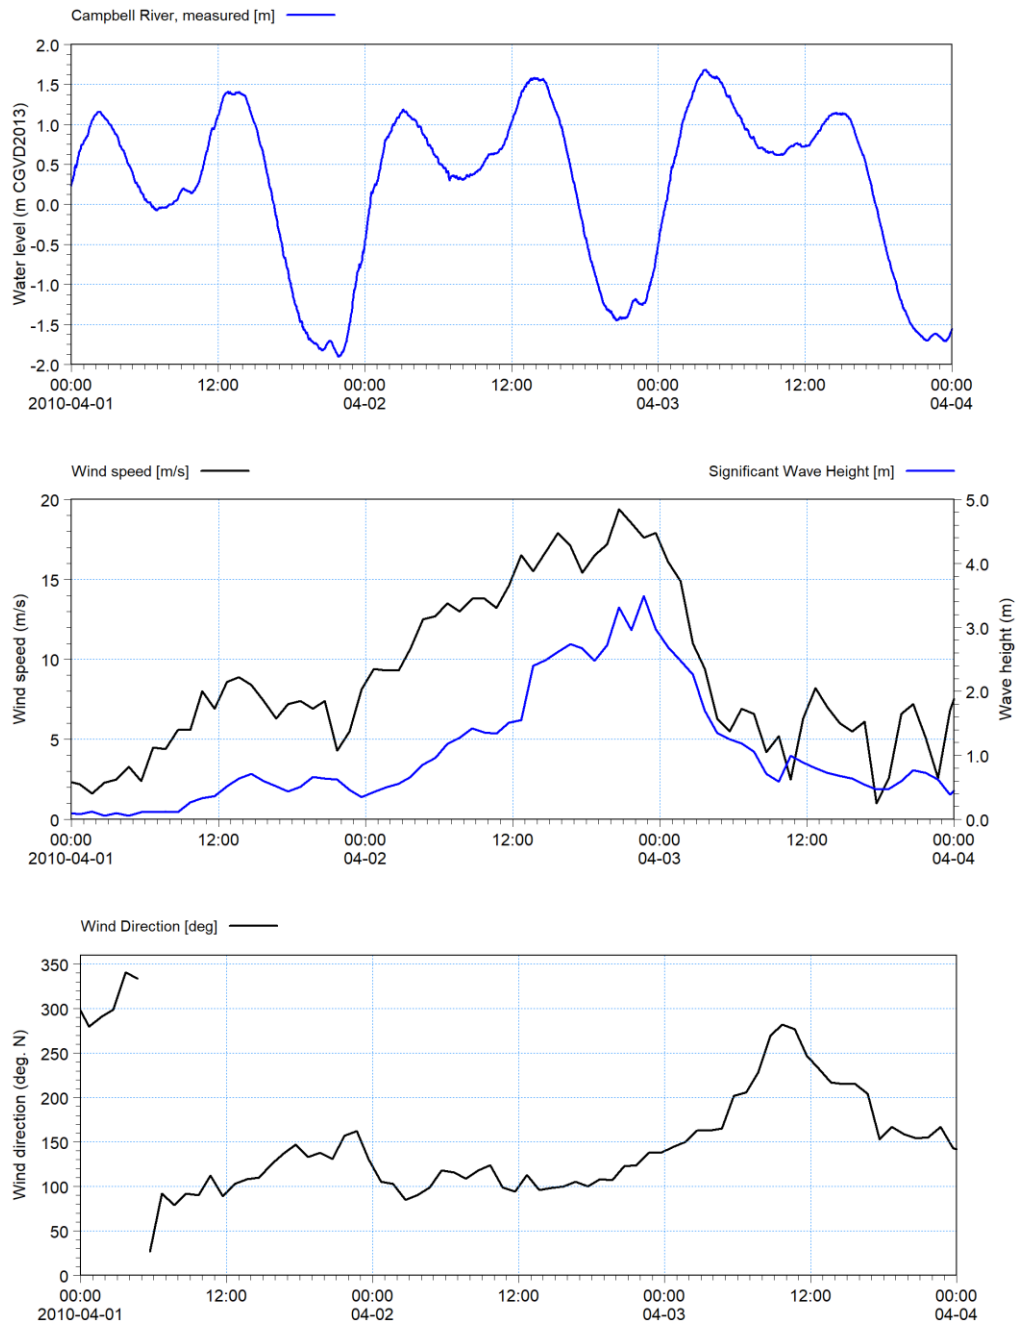 Campbell River, measured [m]
Water level (m CGVD2013)
2.0
1.5
1.0
0.5
0.0
-0.5
-1.0
-1.5
-2.0
00:00 12:00 00:00 12:00 00:00 12:00 00:00
2010-04-01 04-02 04-03 04-04
Wind speed [m/s] Significant Wave Height [m]
Wind speed (m/s)
20
15
10
5
0
5.0
4.0
3.0
2.0
1.0
0.0
Wave height (m)
00:00 12:00 00:00 12:00 00:00 12:00 00:00
2010-04-01 04-02 04-03 04-04
Wind Direction [deg]
Wind direction (deg. N)
350
300
250
200
150
100
50
0
00:00 12:00 00:00 12:00 00:00 12:00 00:00
2010-04-01 04-02 04-03 04-04